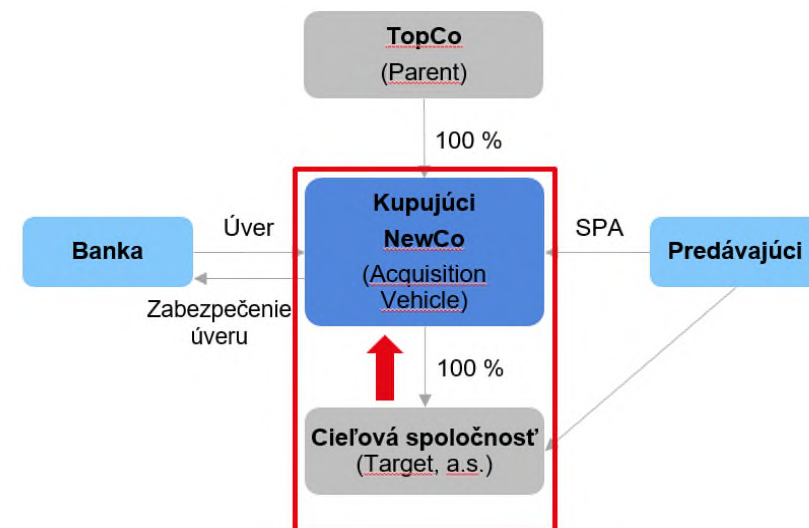 TopCo
(Parent)
100 %
Kupujúci
NewCo
(Acquisition
Vehicle)
Banka
Úver
Zabezpečenie
úveru
SPA
Predávajúci
100 %
Cieľová spoločnosť
(Target, a.s.)